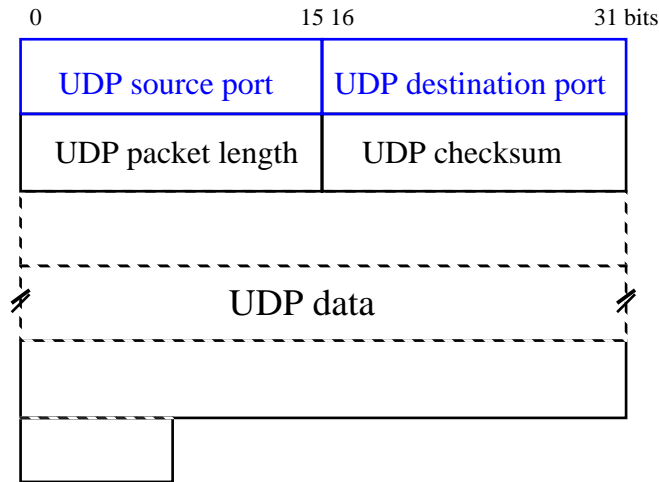 0 15 16 31 bits
UDP source port UDP destination port
UDP packet length UDP checksum
UDP data